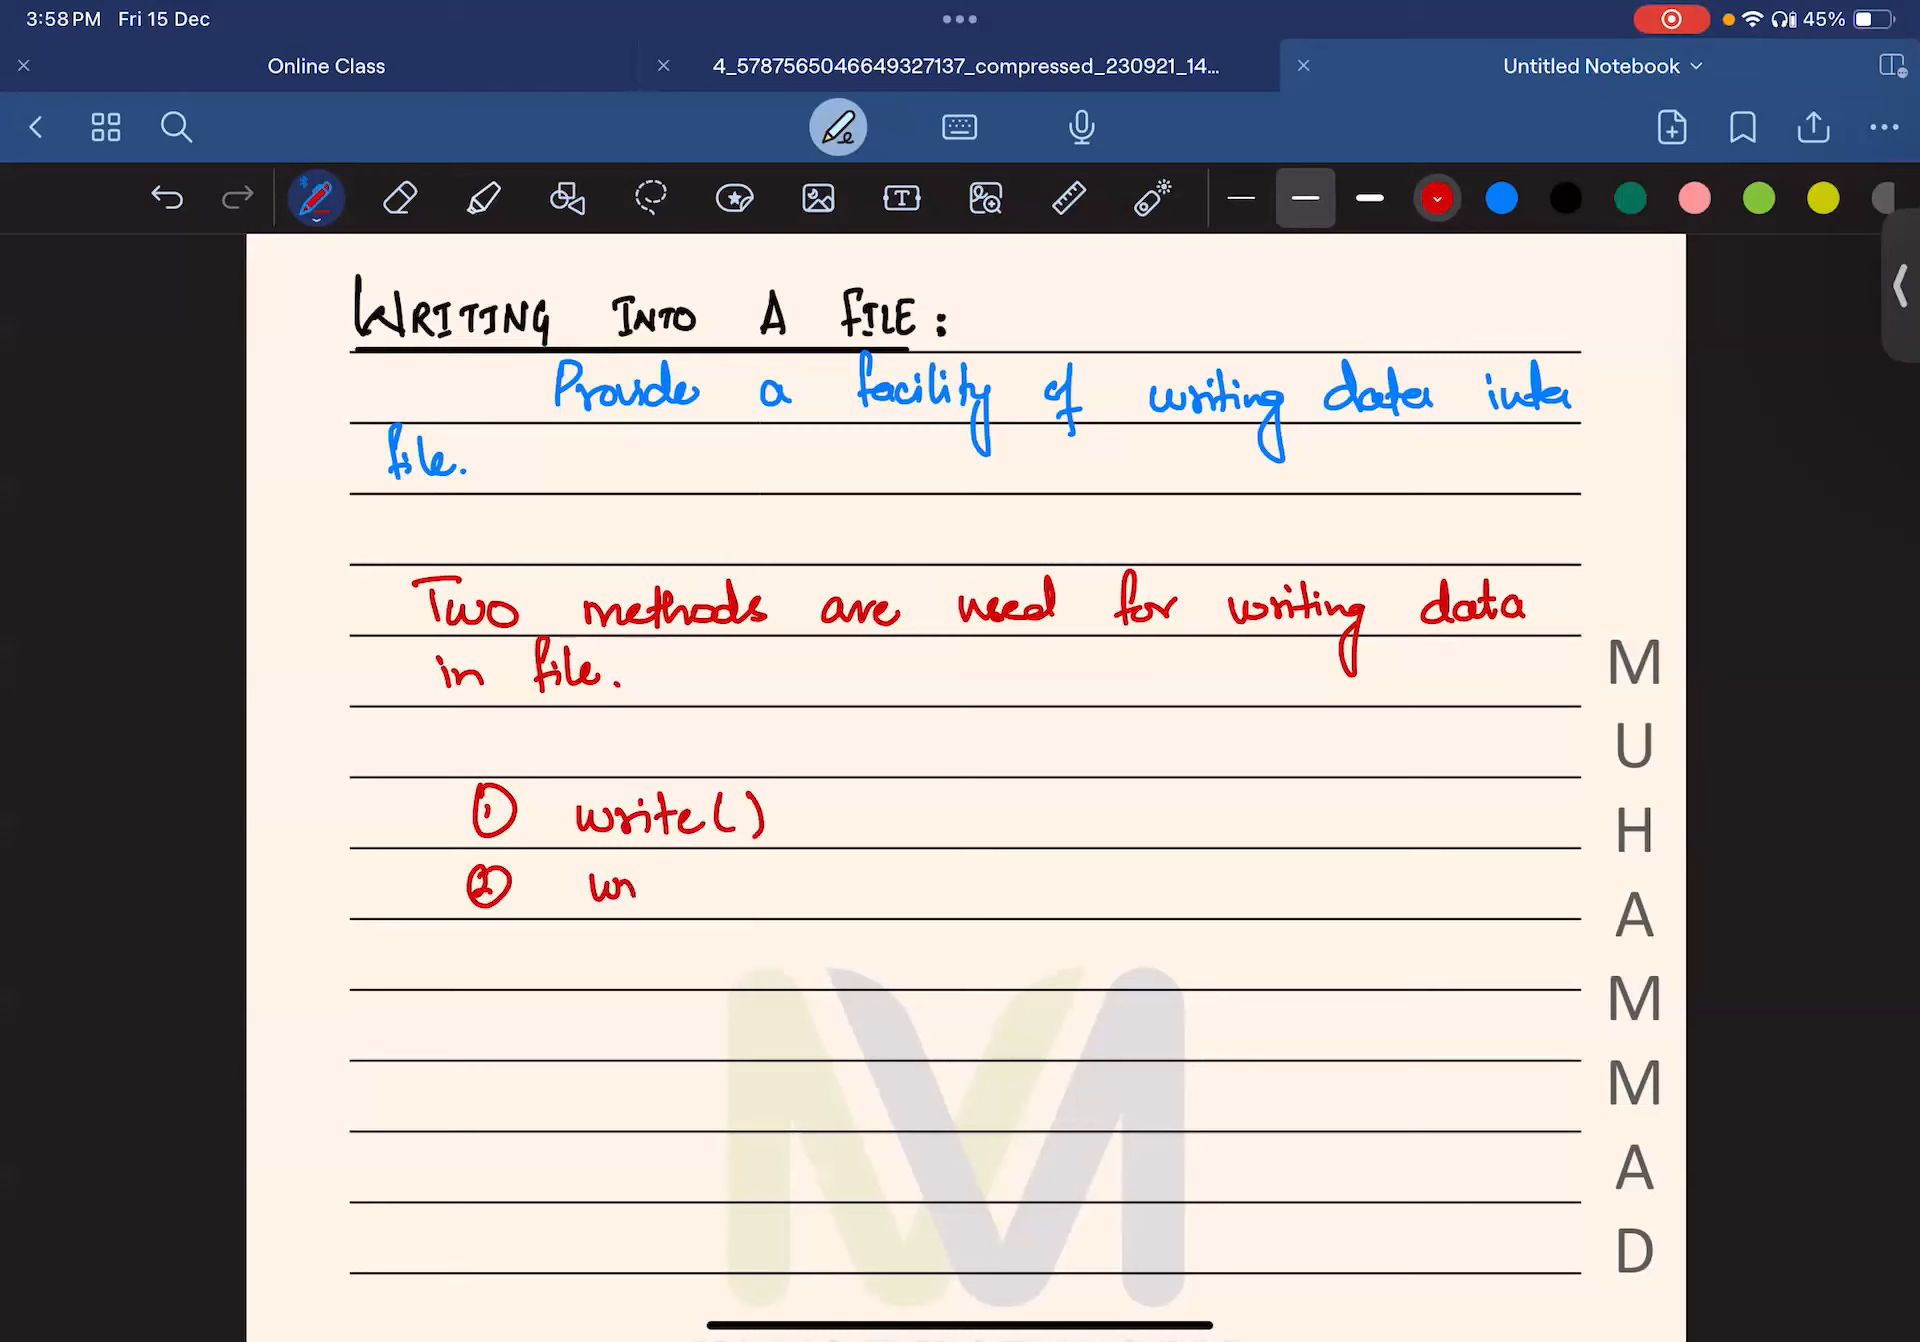 3:58 PM Fri 15 Dec
45%
Online Class
4_5787565046649327137_compressed_230921_14...
Untitled Notebook
WRITING INTO A FILE:
Provide a facility of writing data into
file.
Two methods are used for writing data
in file.
① write()
② wr
M
U
H
A
M
M
A
D